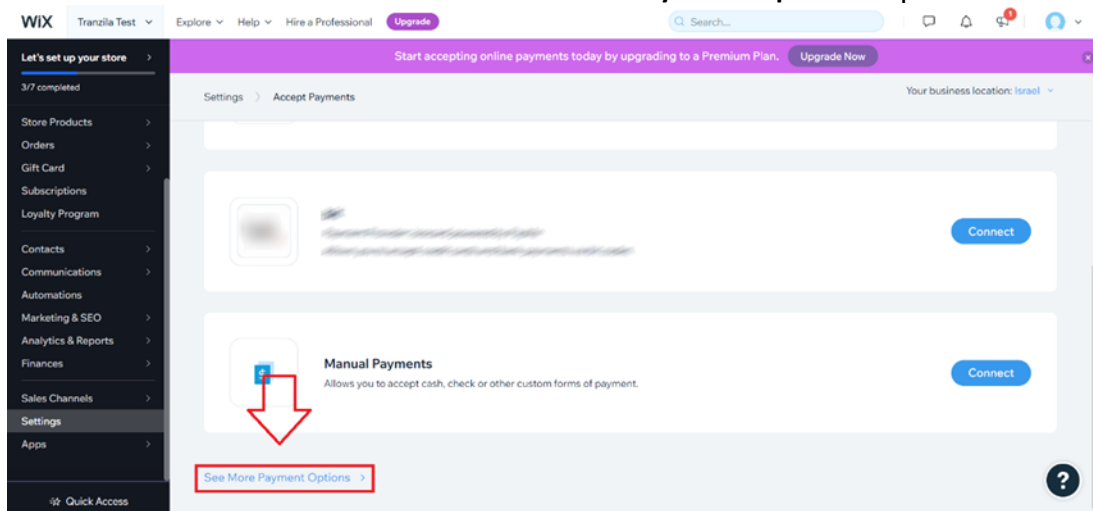 WiX Tranzila Test Explore Help Hire a Professional Upgrade Search...
Let's set up your store
3/7 completed
Start accepting online payments today by upgrading to a Premium Plan. Upgrade Now
Settings > Accept Payments
Your business location: Israel
Store Products
Orders
Gift Card
Subscriptions
Loyalty Program
Contacts
Communications
Automations
Marketing & SEO
Analytics & Reports
Finances
Sales Channels
Settings
Apps
Quick Access
Connect
Manual Payments
Allows you to accept cash, check or other custom forms of payment.
Connect
See More Payment Options >
?